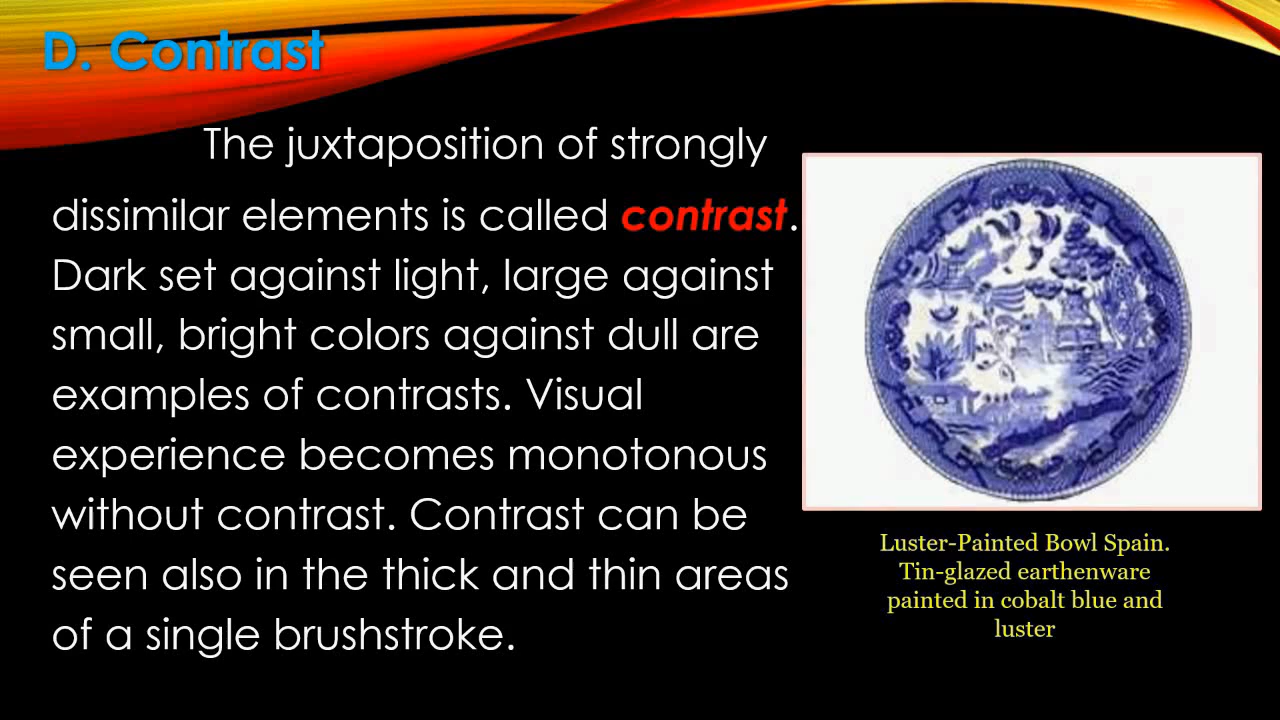 D. Contrast
The juxtaposition of strongly
dissimilar elements is called contrast.
Dark set against light, large against
small, bright colors against dull are
examples of contrasts. Visual
experience becomes monotonous
without contrast. Contrast can be
seen also in the thick and thin areas
of a single brushstroke.
Luster-Painted Bowl Spain.
Tin-glazed earthenware
painted in cobalt blue and
luster